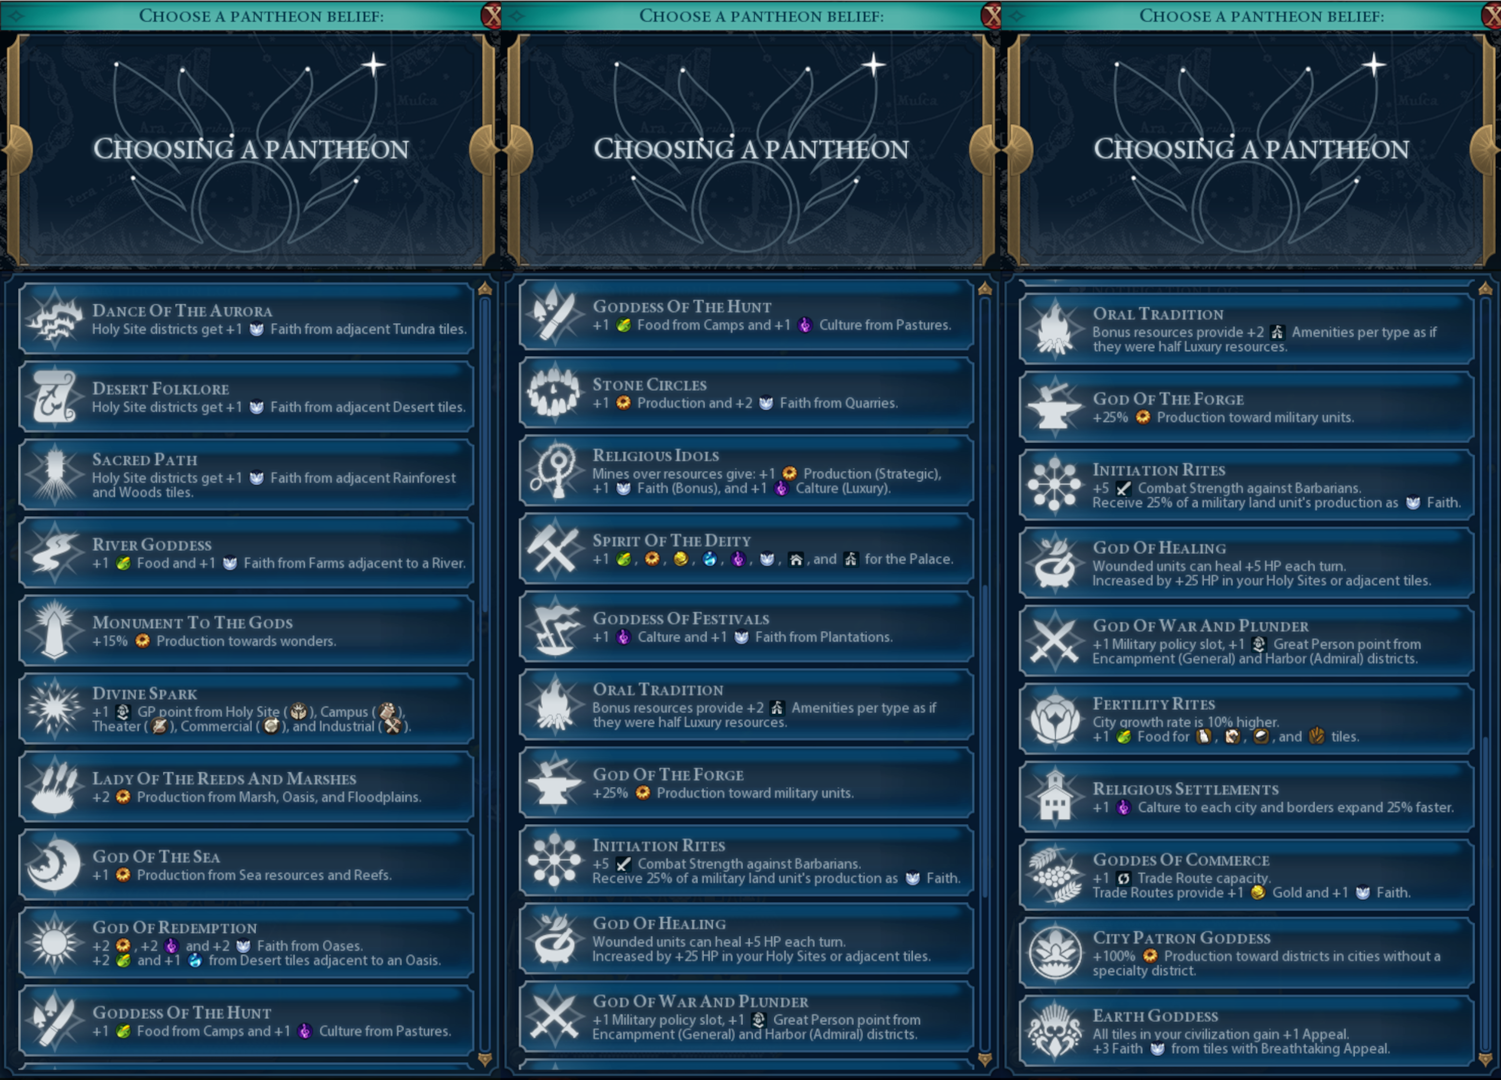 Choose a pantheon belief:
Choosing a Pantheon
Dance Of The Aurora
Holy Site districts get +1 Faith from adjacent Tundra tiles.
Desert Folklore
Holy Site districts get +1 Faith from adjacent Desert tiles.
Sacred Path
Holy Site districts get +1 Faith from adjacent Rainforest
and Woods tiles.
River Goddess
+1 Food and +1 Faith from Farms adjacent to a River.
Monument To The Gods
+15% Production towards wonders.
Divine Spark
+1 GP point from Holy Site ( ), Campus ( ),
Theater ( ), Commercial ( ), and Industrial ( ).
Lady Of The Reeds And Marshes
+2 Production from Marsh, Oasis, and Floodplains.
God Of The Sea
+1 Production from Sea resources and Reefs.
God Of Redemption
+2 , +2 and +2 Faith from Oases.
+2 and +1 from Desert tiles adjacent to an Oasis.
Goddess Of The Hunt
+1 Food from Camps and +1 Culture from Pastures.
Choose a pantheon belief:
Choosing a Pantheon
Goddess Of The Hunt
+1 Food from Camps and +1 Culture from Pastures.
Stone Circles
+1 Production and +2 Faith from Quarries.
Religious Idols
Mines over resources give: +1 Production (Strategic),
+1 Faith (Bonus), and +1 Calture (Luxury).
Spirit Of The Deity
+1 , , , , , , , and for the Palace.
Goddess Of Festivals
+1 Calture and +1 Faith from Plantations.
Oral Tradition
Bonus resources provide +2 Amenities per type as if
they were half Luxury resources.
God Of The Forge
+25% Production toward military units.
Initiation Rites
+5 Combat Strength against Barbarians.
Receive 25% of a military land unit's production as Faith.
God Of Healing
Wounded units can heal +5 HP each turn.
Increased by +25 HP in your Holy Sites or adjacent tiles.
God Of War And Plunder
+1 Military policy slot, +1 Great Person point from
Encampment (General) and Harbor (Admiral) districts.
Choose a pantheon belief:
Choosing a Pantheon
Oral Tradition
Bonus resources provide +2 Amenities per type as if
they were half Luxury resources.
God Of The Forge
+25% Production toward military units.
Initiation Rites
+5 Combat Strength against Barbarians.
Receive 25% of a military land unit's production as Faith.
God Of Healing
Wounded units can heal +5 HP each turn.
Increased by +25 HP in your Holy Sites or adjacent tiles.
God Of War And Plunder
+1 Military policy slot, +1 Great Person point from
Encampment (General) and Harbor (Admiral) districts.
Fertility Rites
City growth rate is 10% higher.
+1 Food for , , , and tiles.
Religious Settlements
+1 Calture to each city and borders expand 25% faster.
Goddes Of Commerce
+1 Trade Route capacity.
Trade Routes provide +1 Gold and +1 Faith.
City Patron Goddess
+100% Production toward districts in cities without a
specialty district.
Earth Goddess
All tiles in your civilization gain +1 Appeal.
+3 Faith from tiles with Breathtaking Appeal.